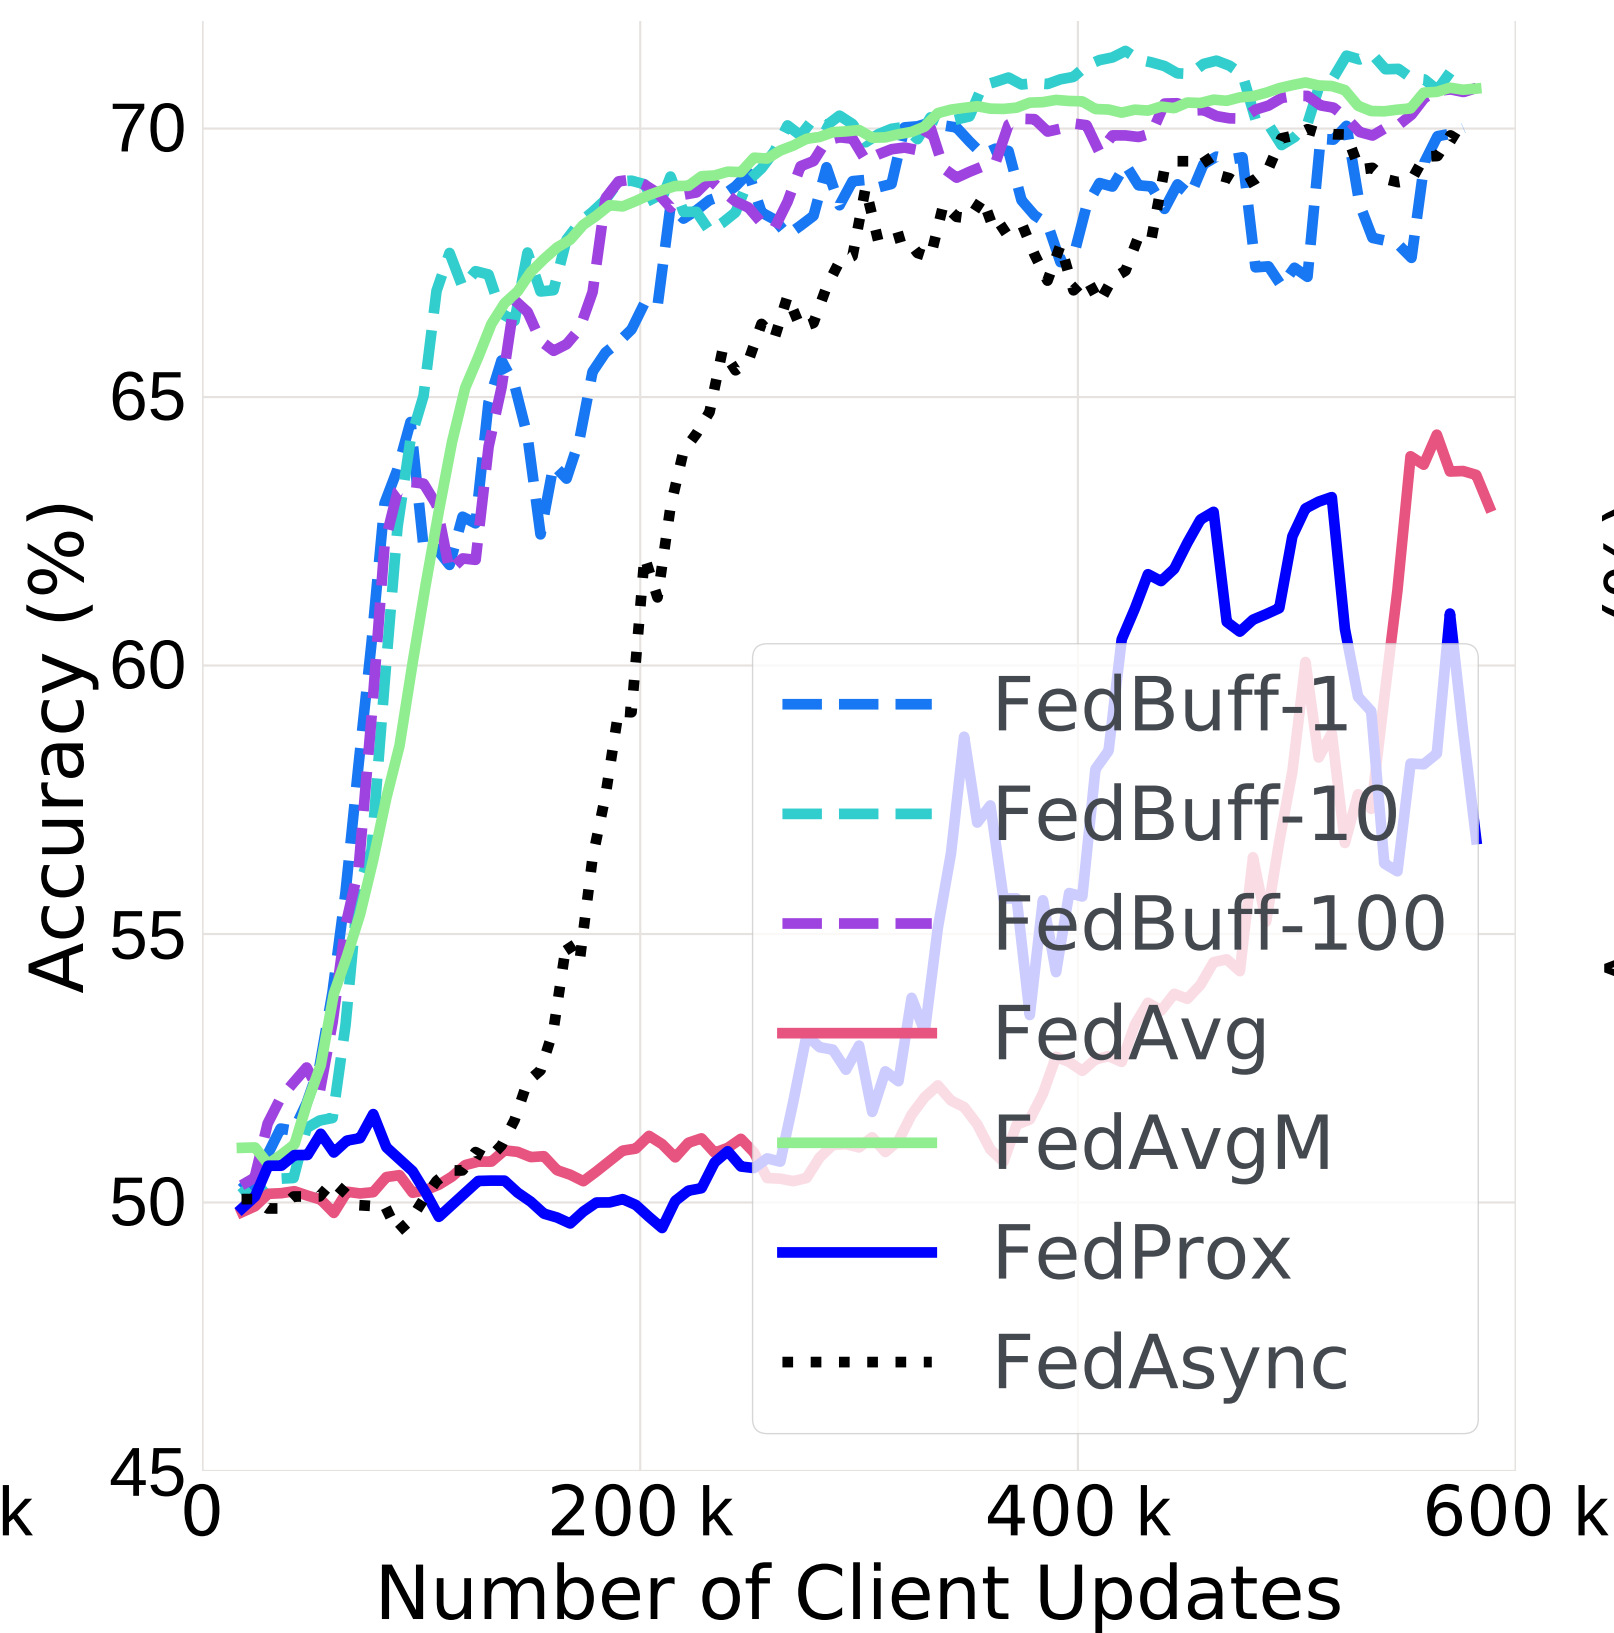 Accuracy (%)
70
65
60
55
50
45
FedBuff-1
FedBuff-10
FedBuff-100
FedAvg
FedAvgM
FedProx
FedAsync
k 0 200 k 400 k 600 k
Number of Client Updates